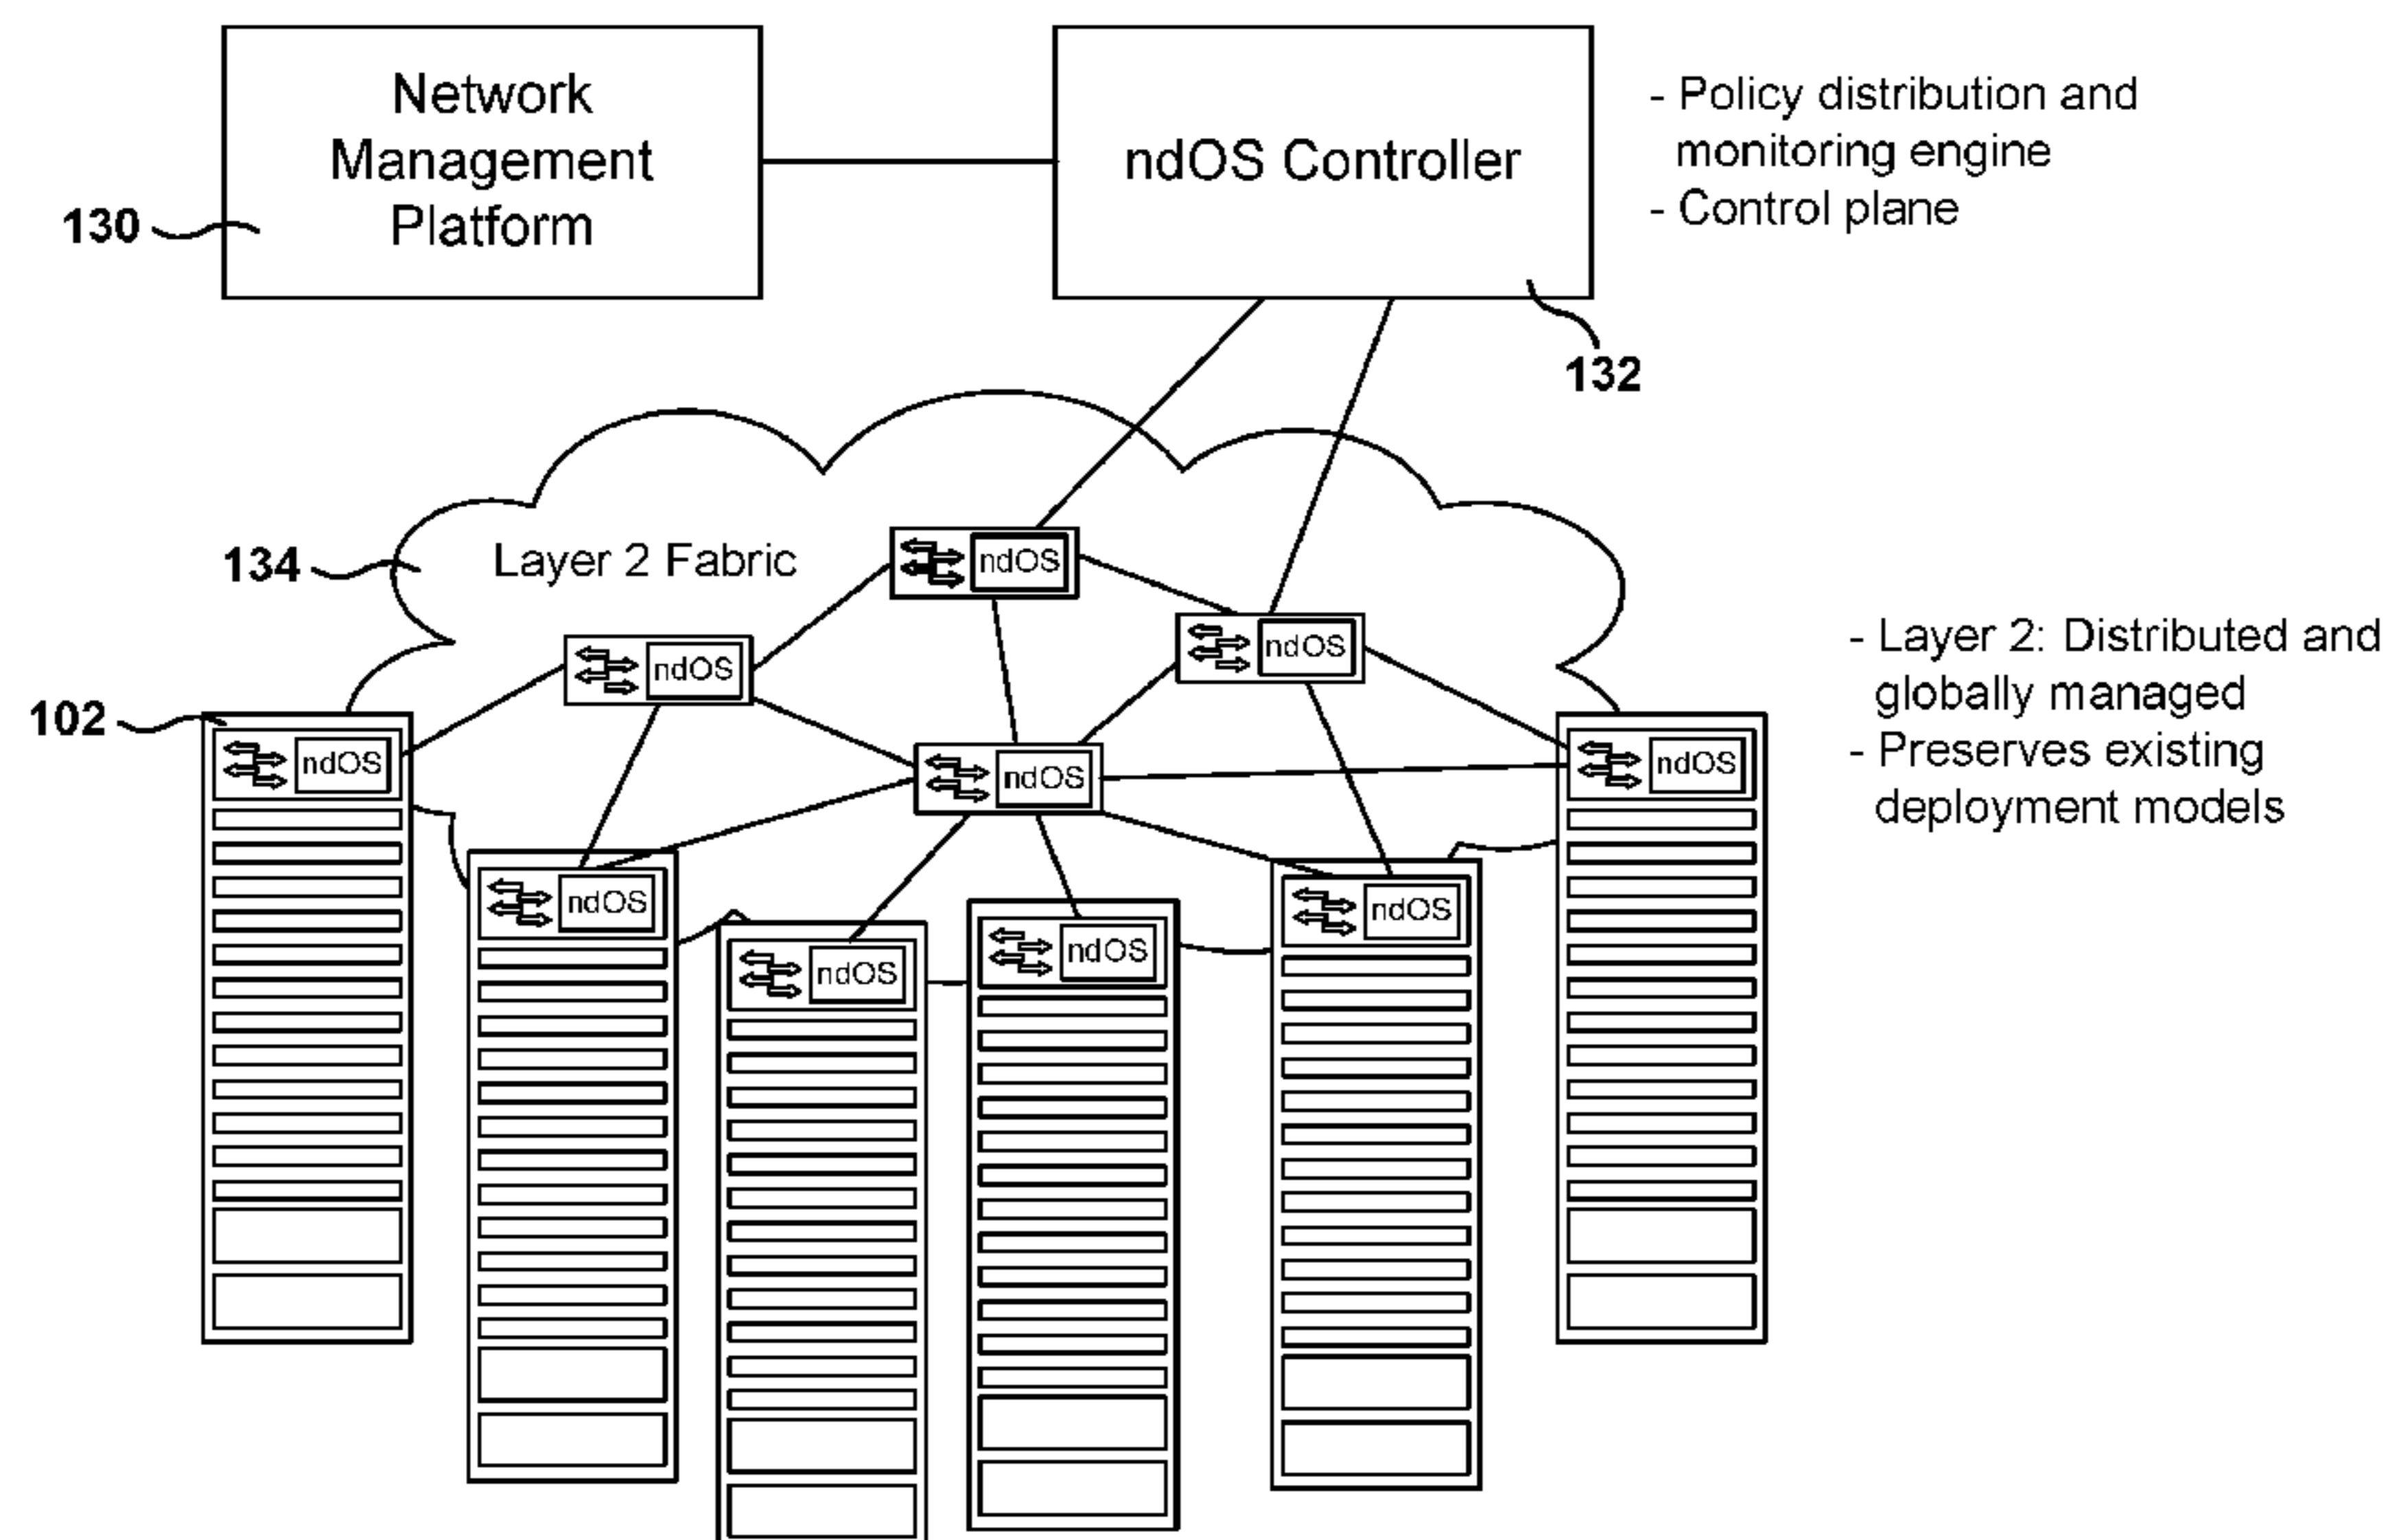 Network
Management
Platform
130
ndOS Controller
132
- Policy distribution and
monitoring engine
- Control plane
134
Layer 2 Fabric
ndOS
ndOS
ndOS
- Layer 2: Distributed and
globally managed
- Preserves existing
deployment models
102
ndOS
ndOS
ndOS
ndOS
ndOS
ndOS
ndOS